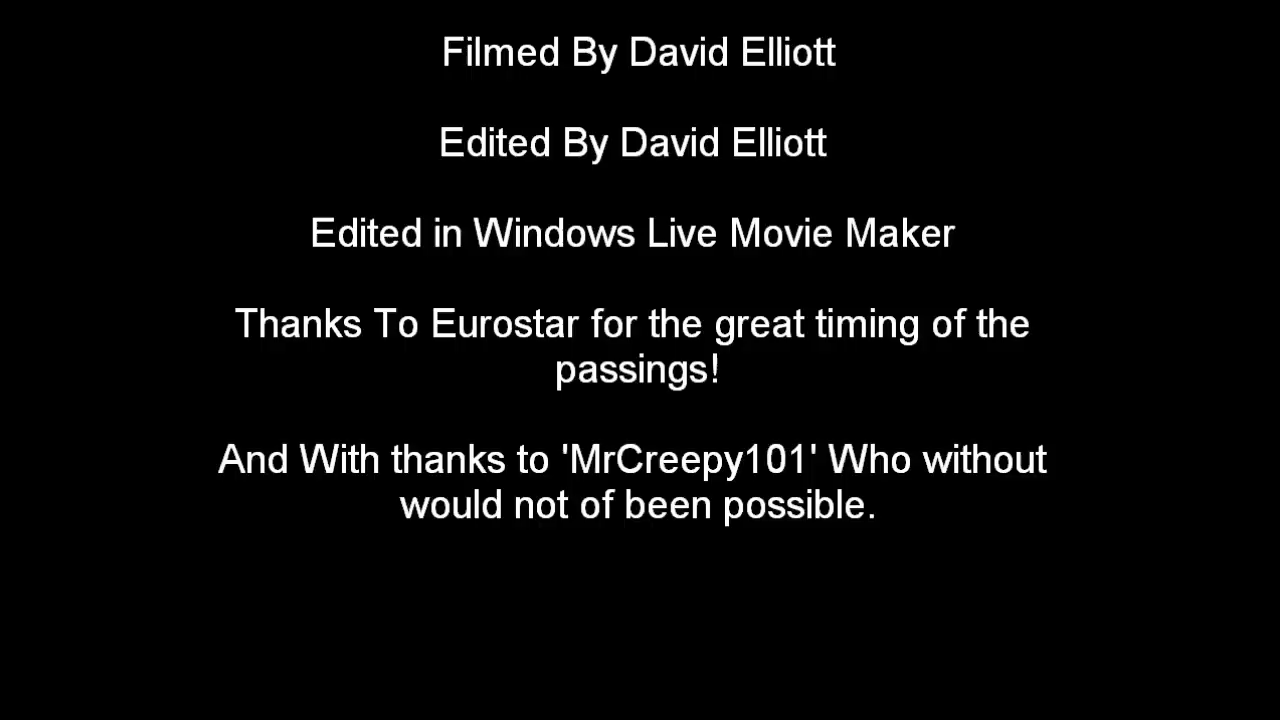 Filmed By David Elliott
Edited By David Elliott
Edited in Windows Live Movie Maker
Thanks To Eurostar for the great timing of the
passings!
And With thanks to 'MrCreepy101' Who without
would not of been possible.